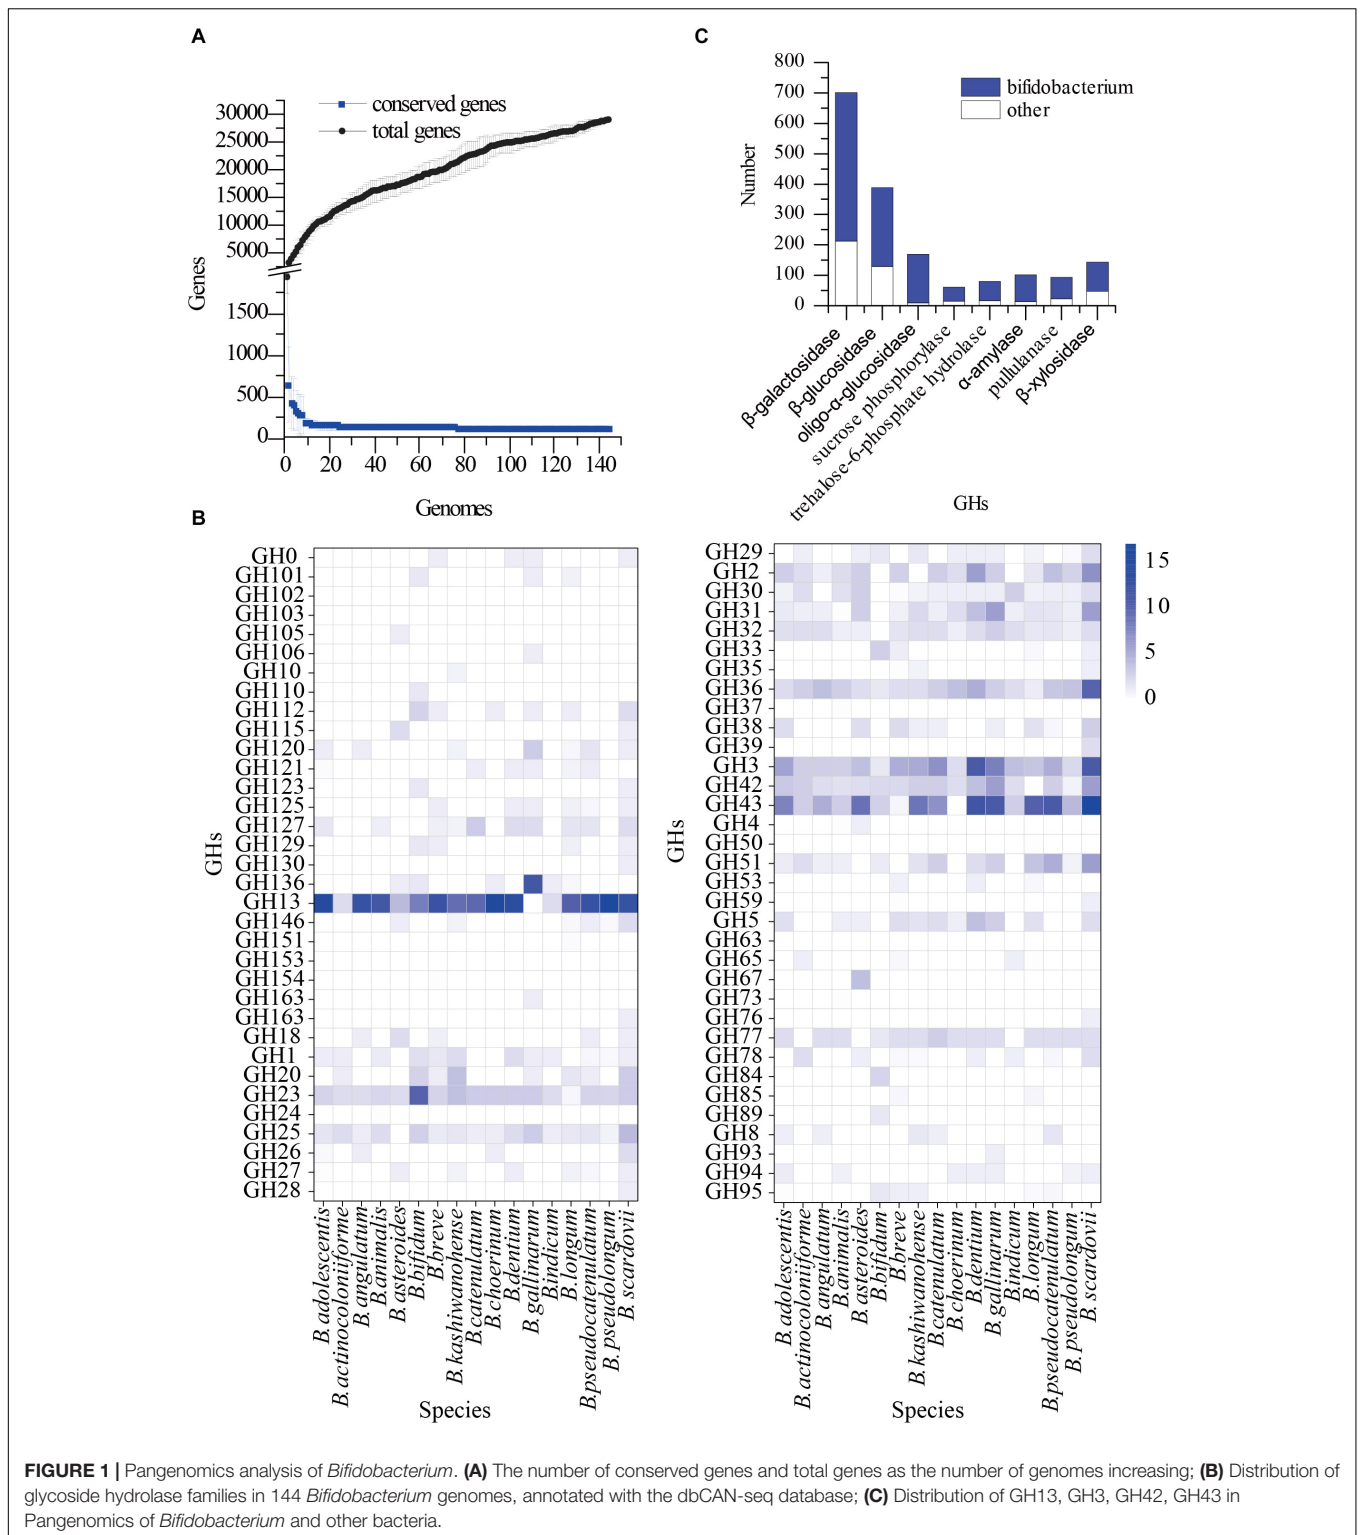 A
conserved genes
total genes
30000
25000
20000
15000
10000
5000
1500
1000
500
0
Genes
0 20 40 60 80 100 120 140
Genomes
C
bifidobacterium
other
800
700
600
500
400
300
200
100
0
Number
β-galactosidase
β-glucosidase
oligo-α-glucosidase
sucrose phosphorylase
trehalose-6-phosphate hydrolase
α-amylase
pullulanase
β-xylosidase
GHs
B
GH0
GH101
GH102
GH103
GH105
GH106
GH10
GH110
GH112
GH115
GH120
GH121
GH123
GH125
GH127
GH129
GH130
GH136
GH13
GH146
GH151
GH153
GH154
GH163
GH163
GH18
GH1
GH20
GH23
GH24
GH25
GH26
GH27
GH28
GHs
B.adolescentis
B.actinocoloniiforme
B.angulatum
B.animalis
B.asteroides
B.bifidum
B.breve
B.kashiwanohense
B.catenulatum
B.choerinum
B.dentium
B.gallinarum
B.indicum
B.longum
B.pseudocatenulatum
B.pseudolongum
B.scardovii
Species
GH29
GH2
GH30
GH31
GH32
GH33
GH35
GH36
GH37
GH38
GH39
GH3
GH42
GH43
GH4
GH50
GH51
GH53
GH59
GH5
GH63
GH65
GH67
GH73
GH76
GH77
GH78
GH84
GH85
GH89
GH8
GH93
GH94
GH95
GHs
B.adolescentis
B.actinocoloniiforme
B.angulatum
B.animalis
B.asteroides
B.bifidum
B.breve
B.kashiwanohense
B.catenulatum
B.choerinum
B.dentium
B.gallinarum
B.indicum
B.longum
B.pseudocatenulatum
B.pseudolongum
B.scardovii
Species
15
10
5
0
FIGURE 1 | Pangenomics analysis of Bifidobacterium. (A) The number of conserved genes and total genes as the number of genomes increasing; (B) Distribution of
glycoside hydrolase families in 144 Bifidobacterium genomes, annotated with the dbCAN-seq database; (C) Distribution of GH13, GH3, GH42, GH43 in
Pangenomics of Bifidobacterium and other bacteria.